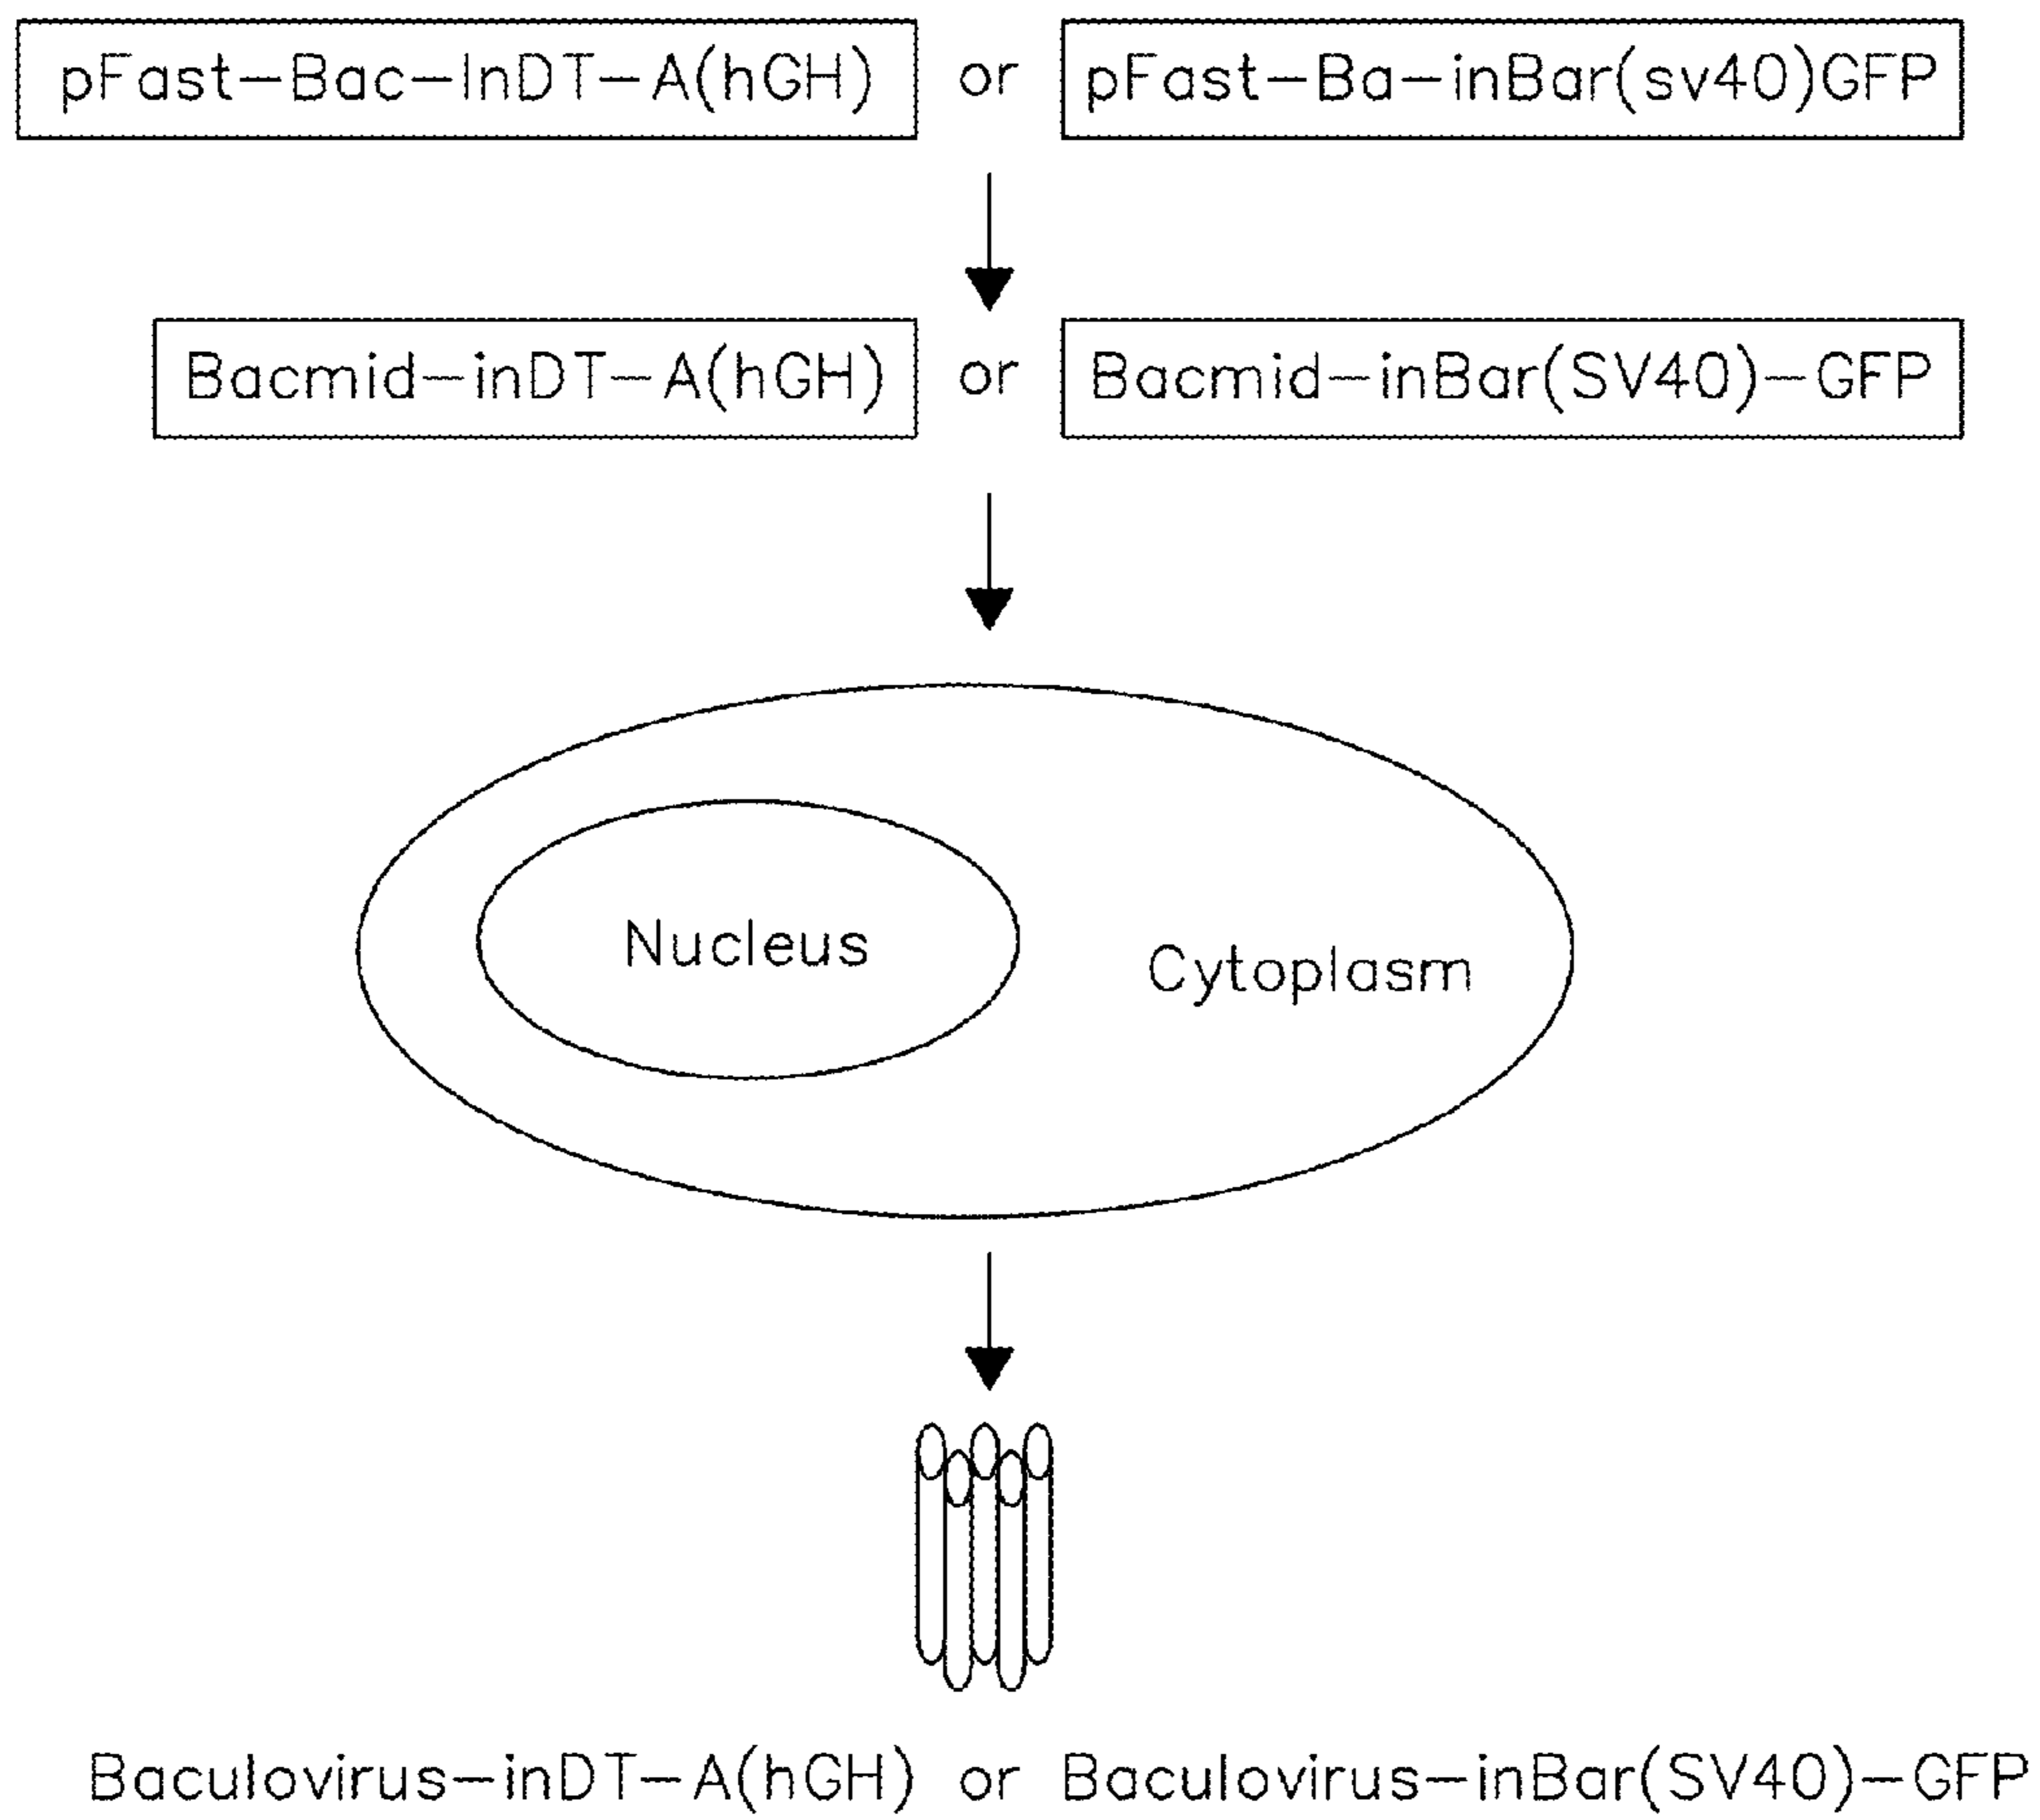 pFast-Bac-InDT-A(hGH) or pFast-Ba-inBar(sv40)GFP
Bacmid-inDT-A(hGH) or Bacmid-inBar(SV40)-GFP
Nucleus
Cytoplasm
Baculovirus-inDT-A(hGH) or Baculovirus-inBar(SV40)-GFP